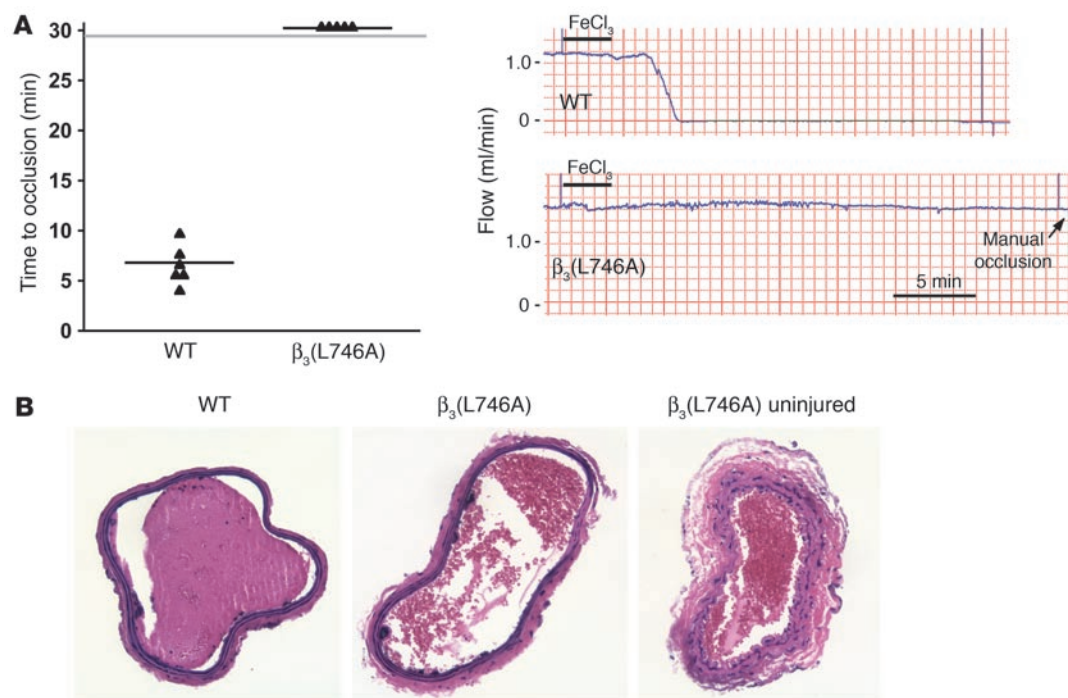 A
Time to occlusion (min)
30
25
20
15
10
5
0
WT
β₃(L746A)
Flow (ml/min)
FeCl₃
1.0
WT
0
FeCl₃
1.0
Manual
occlusion
β₃(L746A)
5 min
0
B
WT
β₃(L746A)
β₃(L746A) uninjured